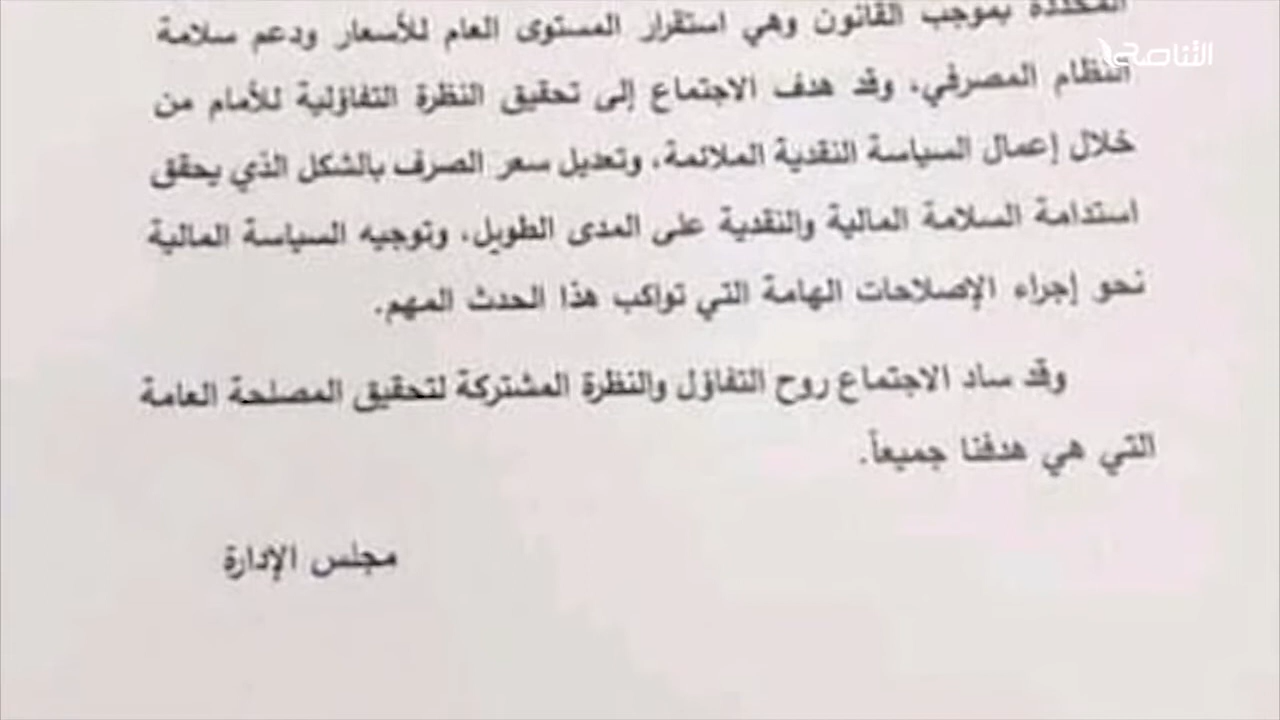 المحددة بموجب القانون وهي استقرار المستوى العام للأسعار ودعم سلامة
النظام المصرفي، وقد هدف الاجتماع إلى تحقيق النظرة التفاؤلية للأمام من
خلال إعمال السياسة النقدية الملائمة، وتعديل سعر الصرف بالشكل الذي يحقق
استدامة السلامة المالية والنقدية على المدى الطويل، وتوجيه السياسة المالية
نحو إجراء الإصلاحات الهامة التي تواكب هذا الحدث المهم.
وقد ساد الاجتماع روح التفاؤل والنظرة المشتركة لتحقيق المصلحة العامة
التي هي هدفنا جميعاً.
مجلس الإدارة